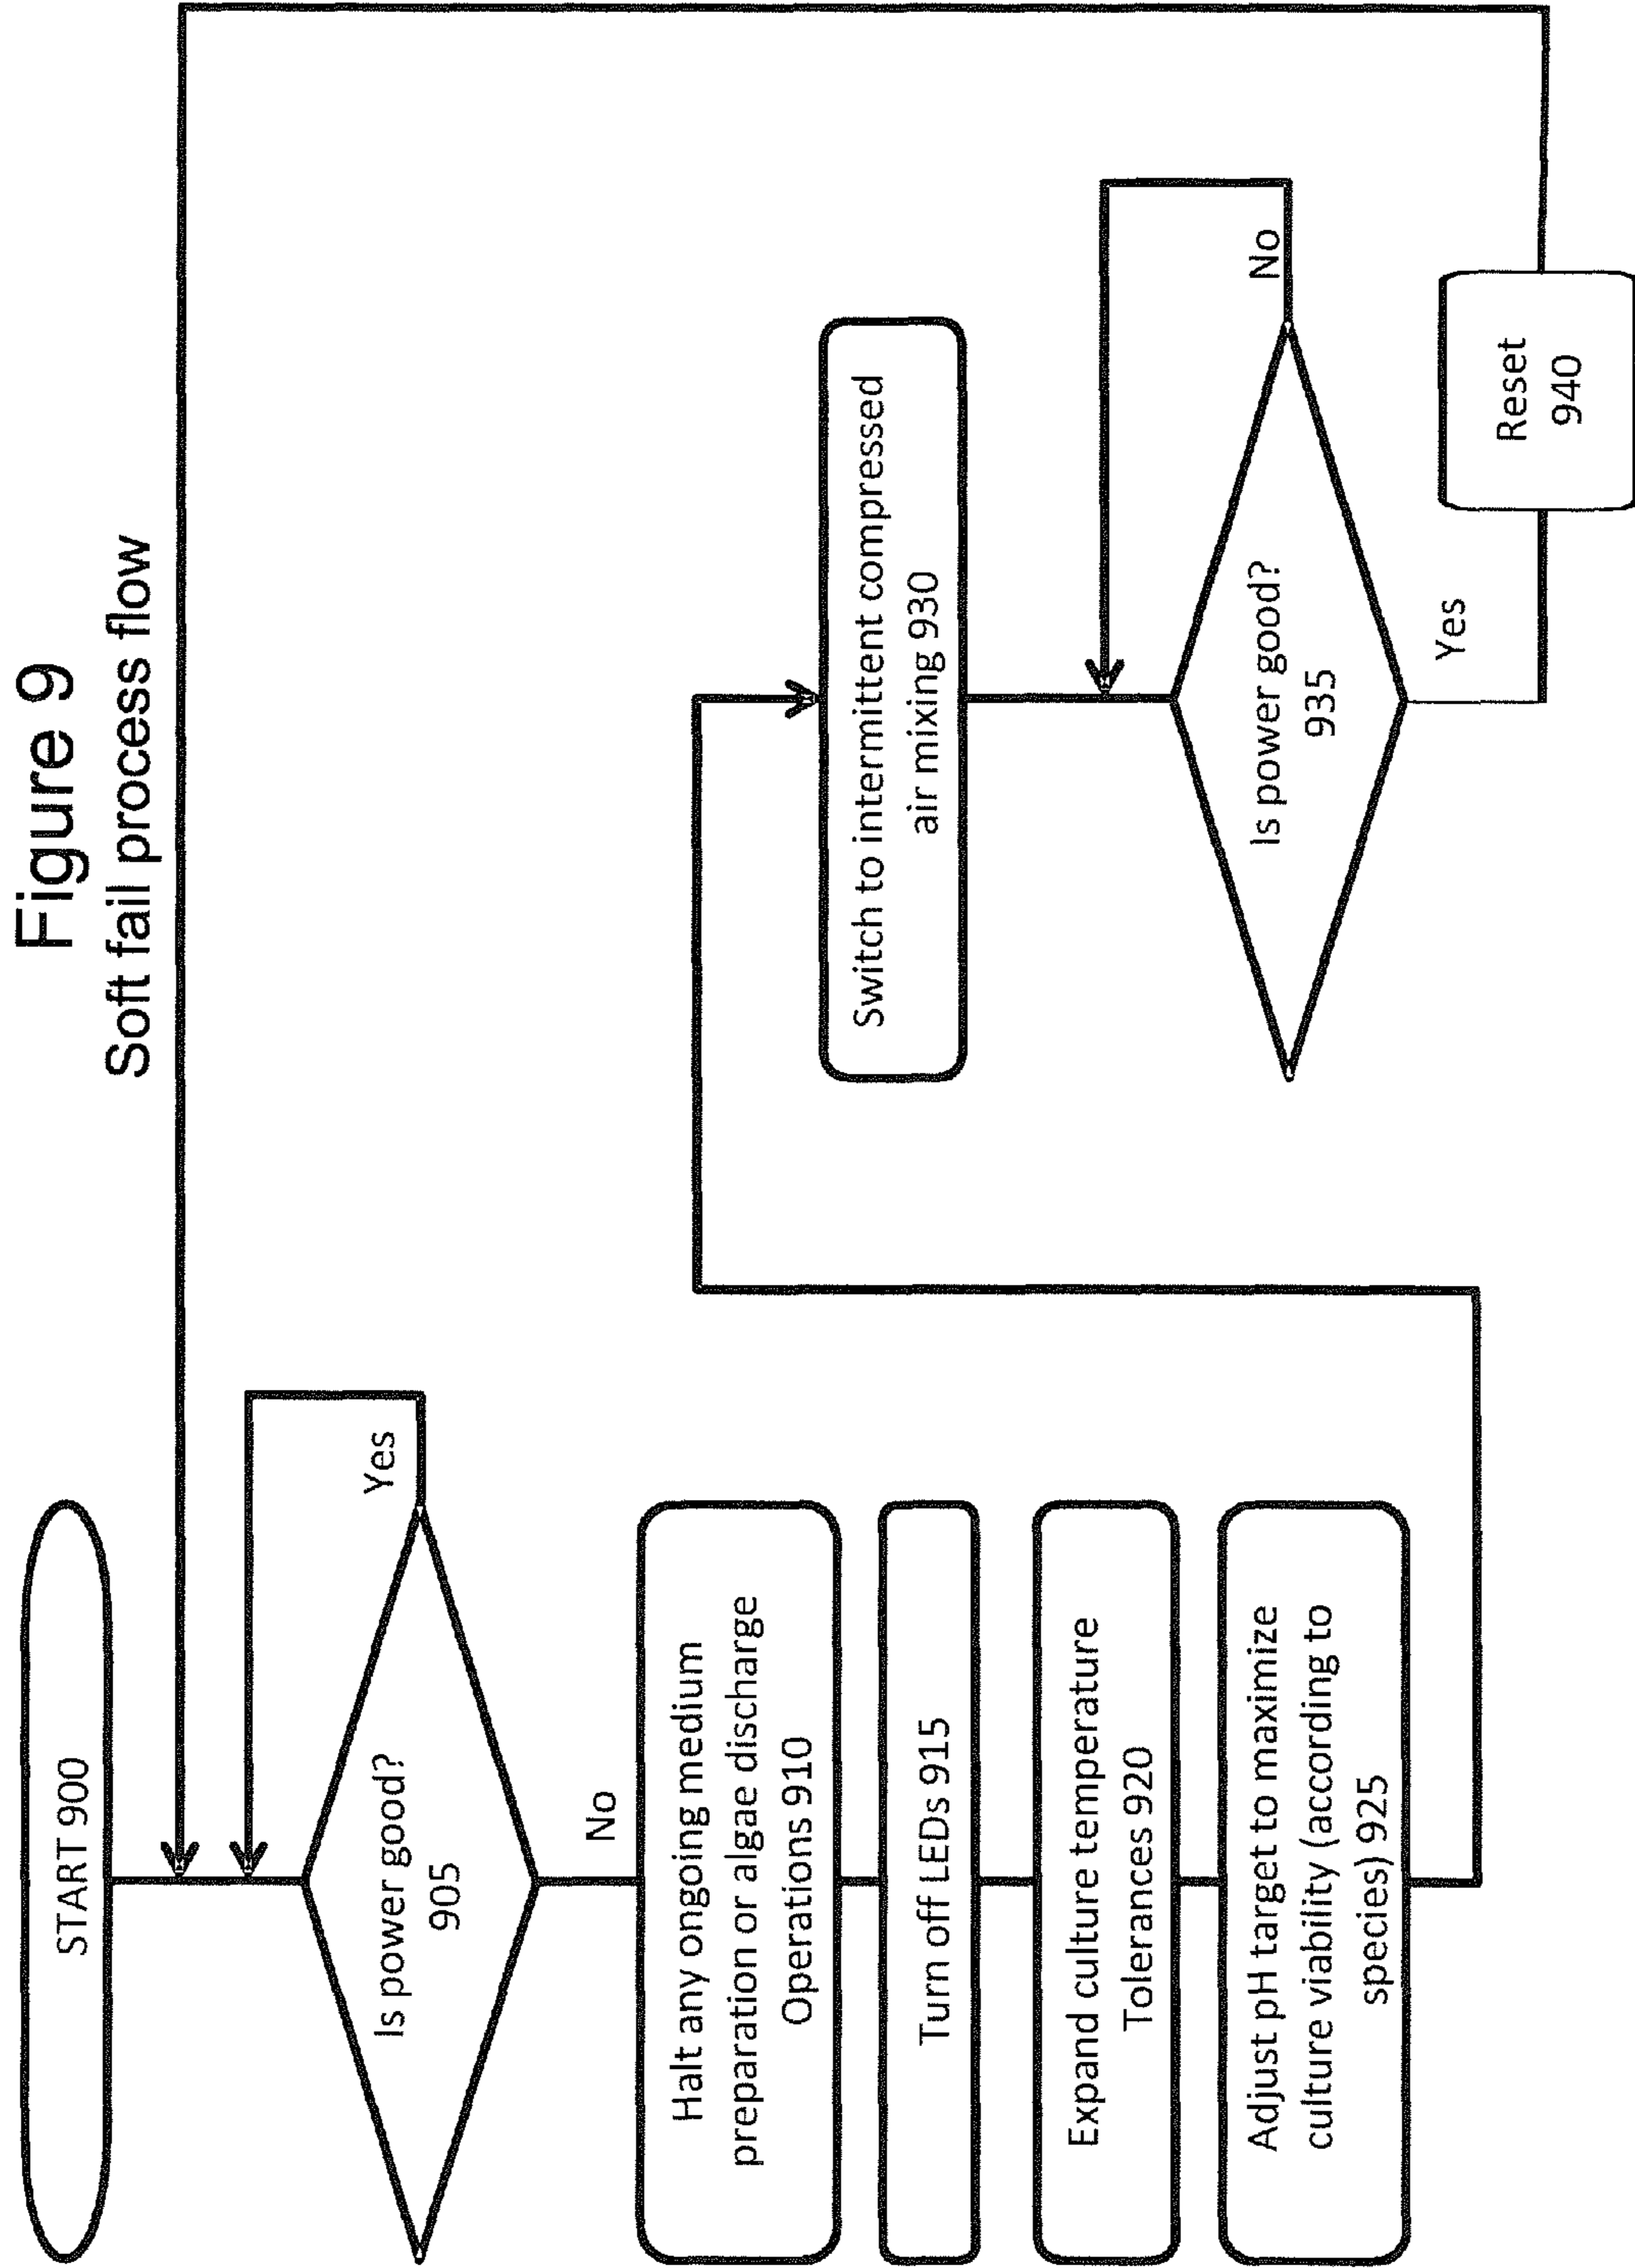 Figure 9
Soft fail process flow
START 900
Is power good?
905
Yes
No
Halt any ongoing medium
preparation or algae discharge
Operations 910
Turn off LEDs 915
Expand culture temperature
Tolerances 920
Adjust pH target to maximize
culture viability (according to
species) 925
Switch to intermittent compressed
air mixing 930
Is power good?
935
No
Yes
Reset
940